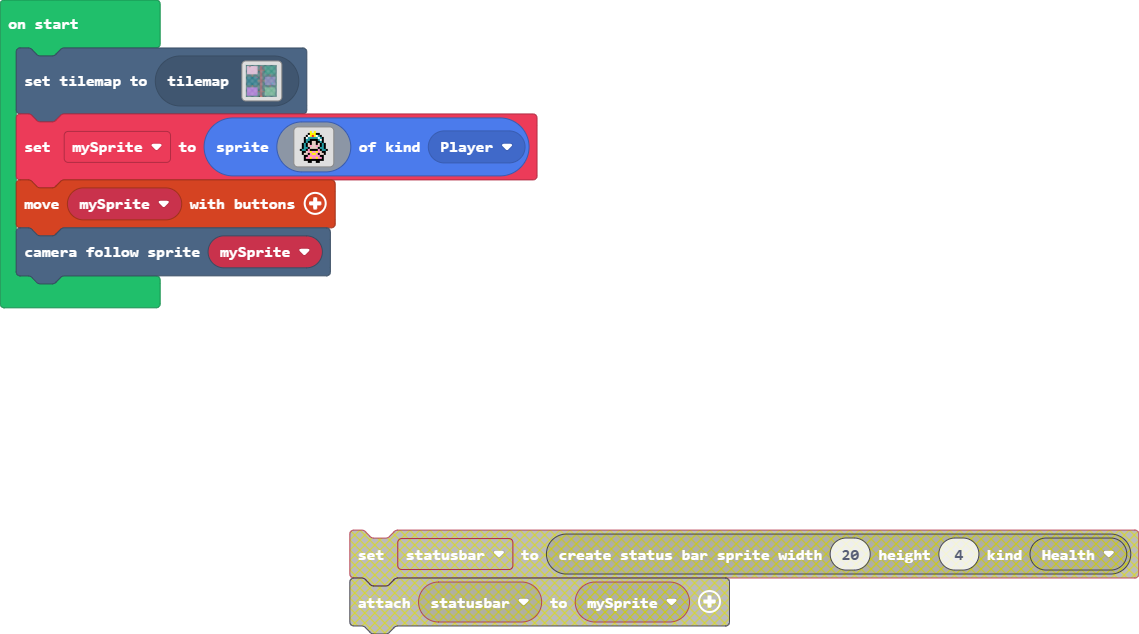 on start
set tilemap to tilemap
set mySprite to sprite of kind Player
move mySprite with buttons
camera follow sprite mySprite
set statusbar to create status bar sprite width 20 height 4 kind Health
attach statusbar to mySprite